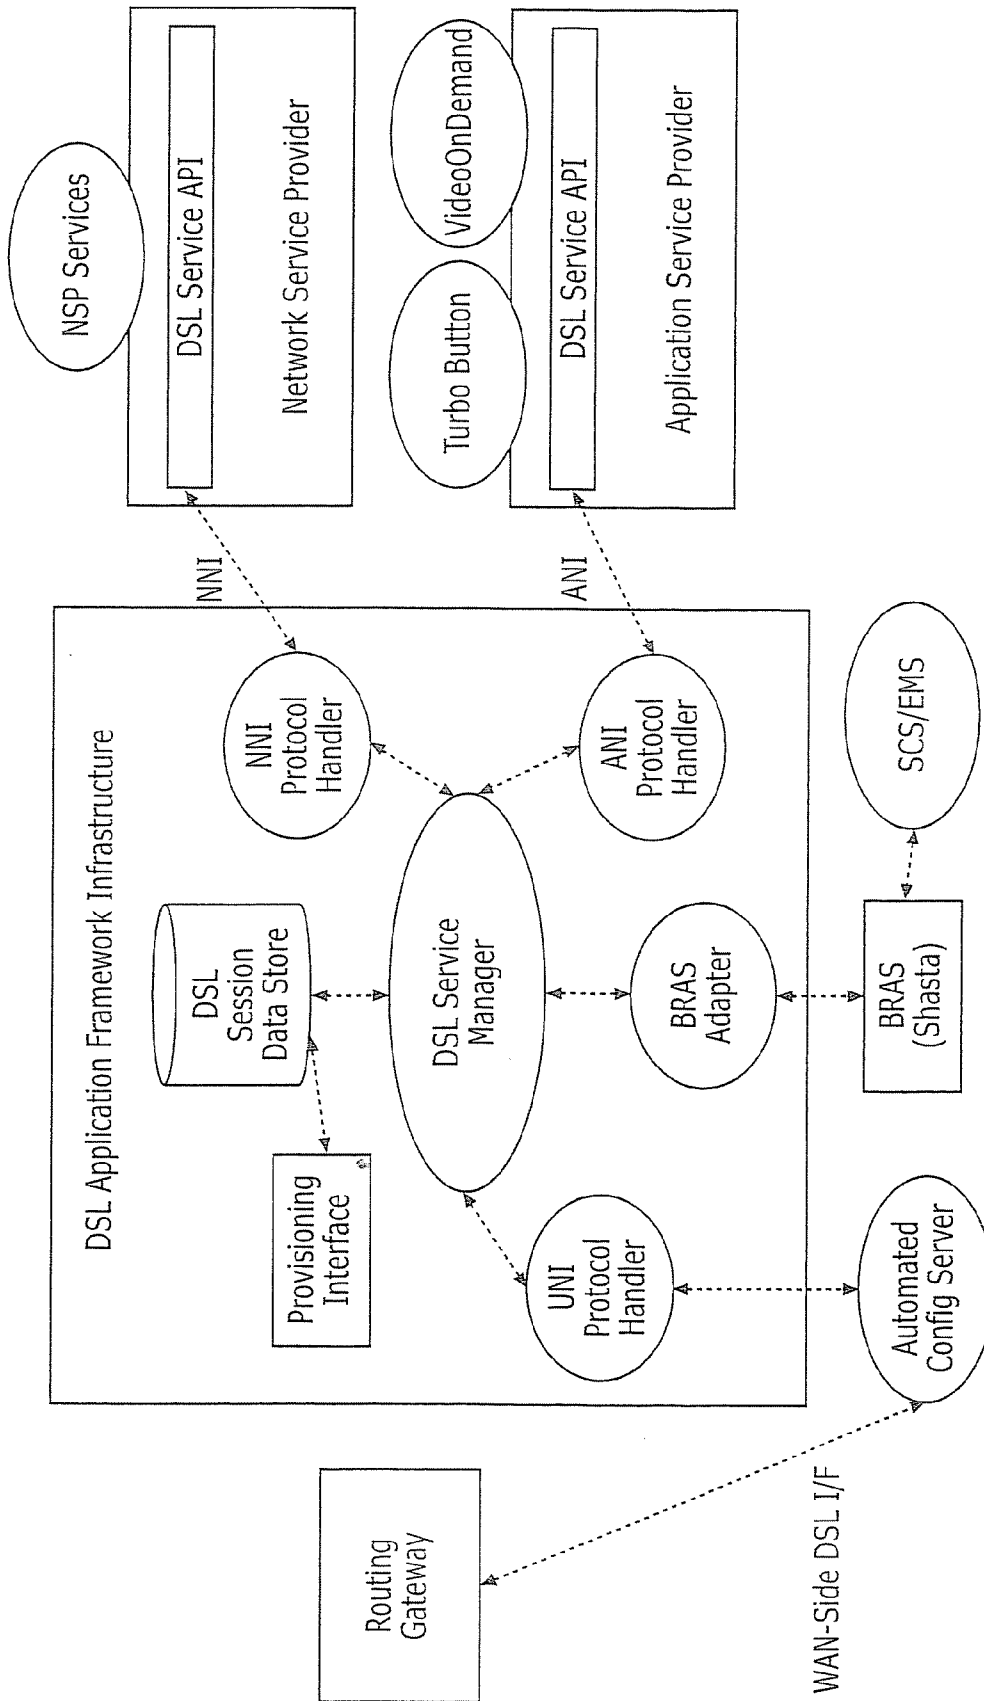 NSP Services
DSL Service API
Network Service Provider
Turbo Button
VideoOnDemand
DSL Service API
Application Service Provider
NNI
ANI
DSL Application Framework Infrastructure
Provisioning
Interface
DSL
Session
Data Store
NNI
Protocol
Handler
DSL Service
Manager
UNI
Protocol
Handler
BRAS
Adapter
ANI
Protocol
Handler
Routing
Gateway
WAN-Side DSL I/F
Automated
Config Server
BRAS
(Shasta)
SCS/EMS